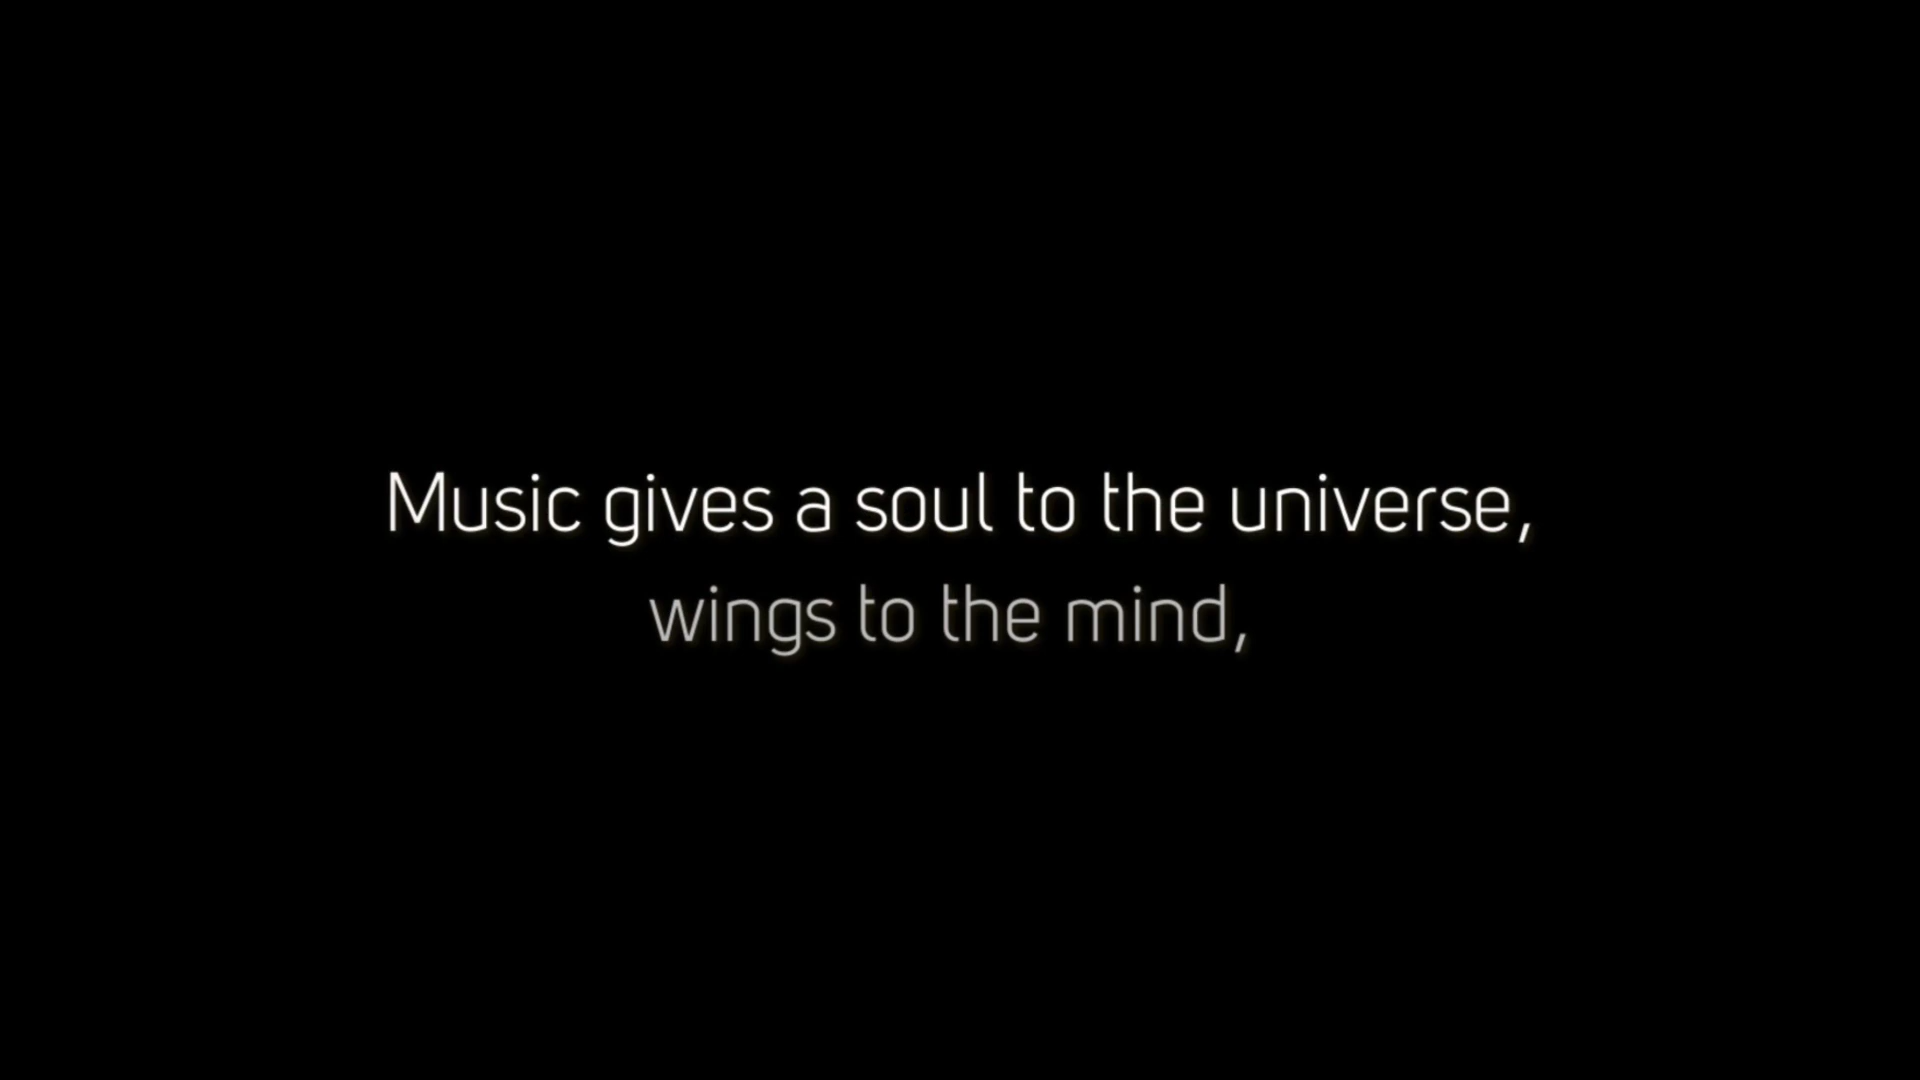 Music gives a soul to the universe,
wings to the mind,